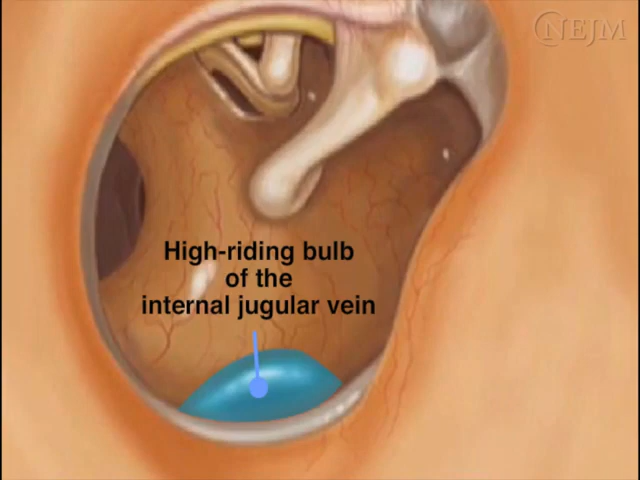 NEJM
High-riding bulb
of the
internal jugular vein